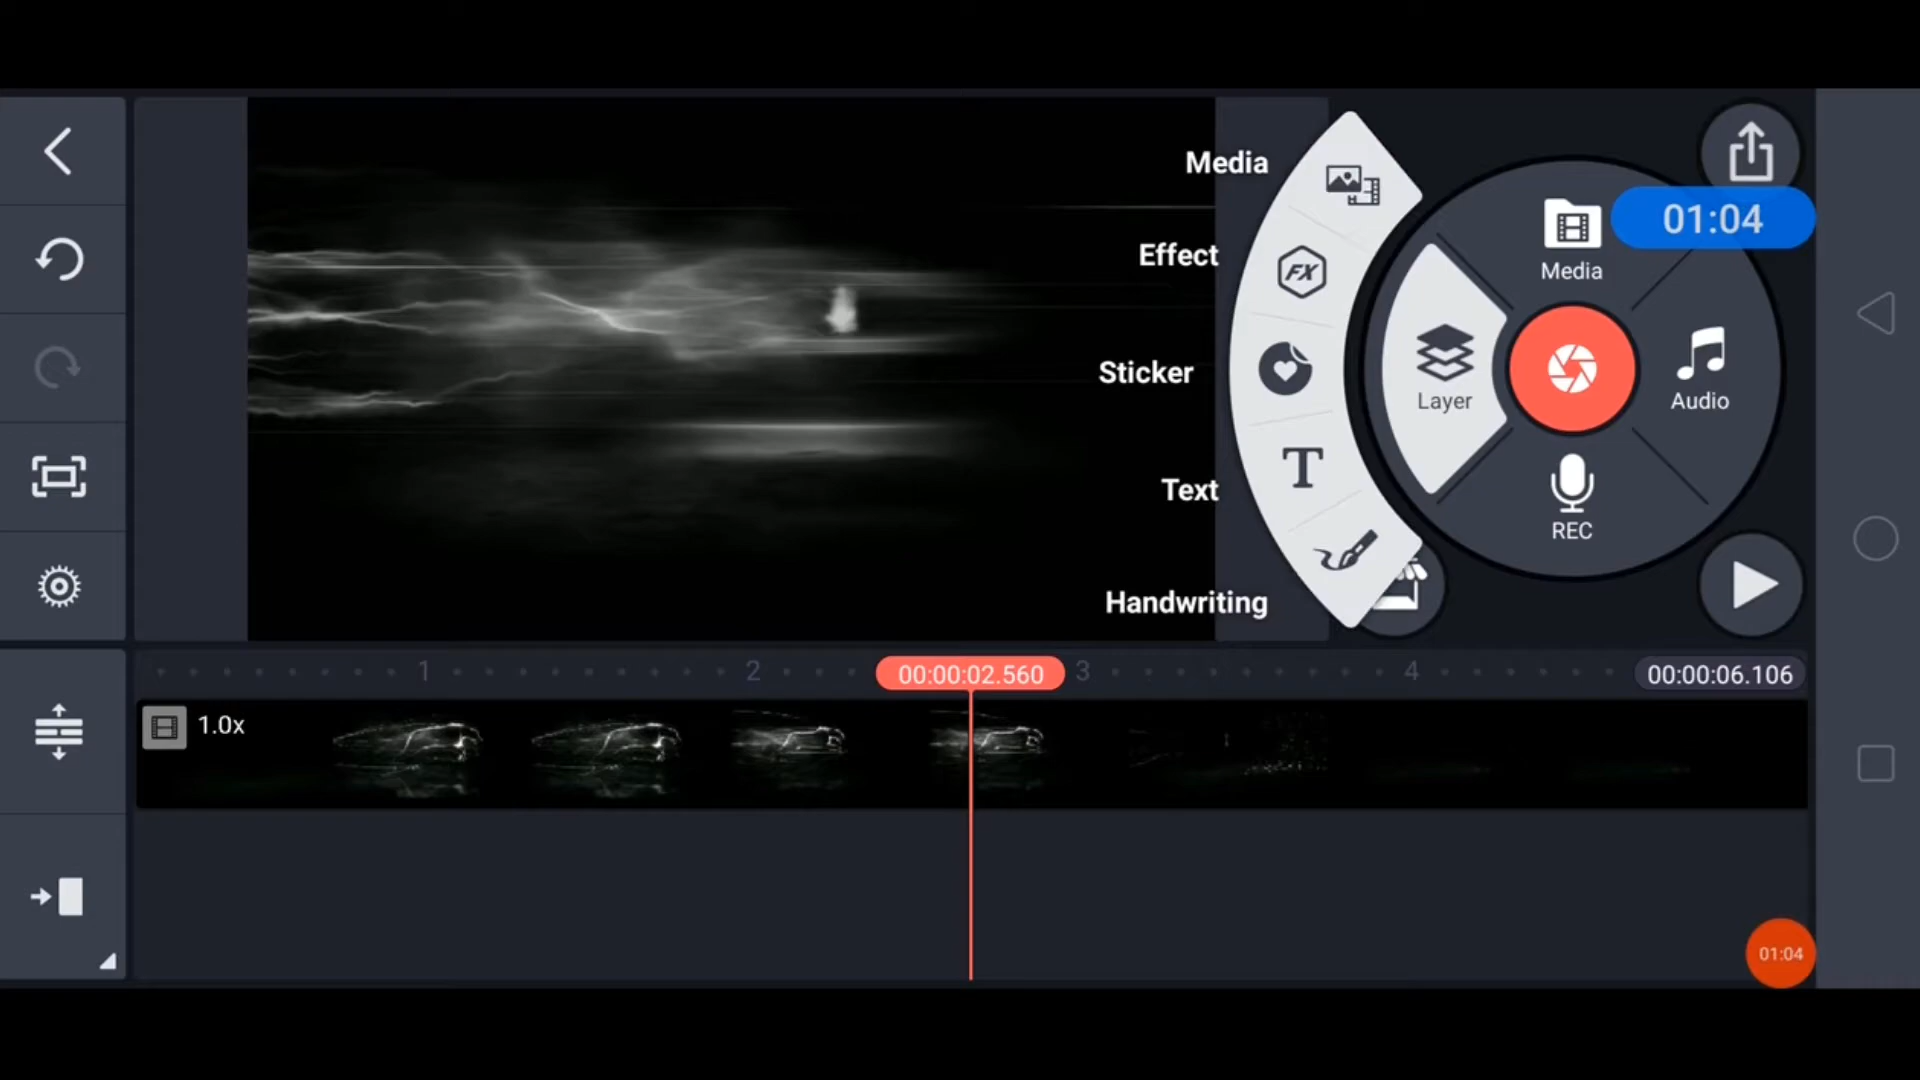 Media
Effect
Sticker
Text
Handwriting
FX
T
Media
01:04
Layer
Audio
REC
1
2
00:00:02.560
3
4
00:00:06.106
1.0x
01:04